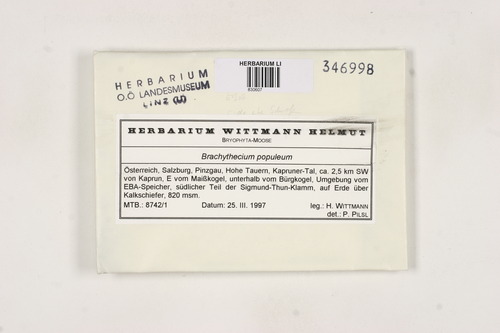 HERBARIUM LI
346998
HERBARIUM
O.Ö LANDESMUSEUM
LINZ (LI)
HERBARIUM WITTMANN HELMUT
BRYOPHYTA-MOOSE
Brachythecium populeum
Österreich, Salzburg, Pinzgau, Hohe Tauern, Kapruner-Tal, ca. 2,5 km SW
von Kaprun, E vom Maißkogel, unterhalb vom Bürgkogel, Umgebung vom
EBA-Speicher, südlicher Teil der Sigmund-Thun-Klamm, auf Erde über
Kalkschiefer, 820 msm.
MTB.: 8742/1 Datum: 25. III. 1997 leg.: H. WITTMANN
det.: P. PILSL